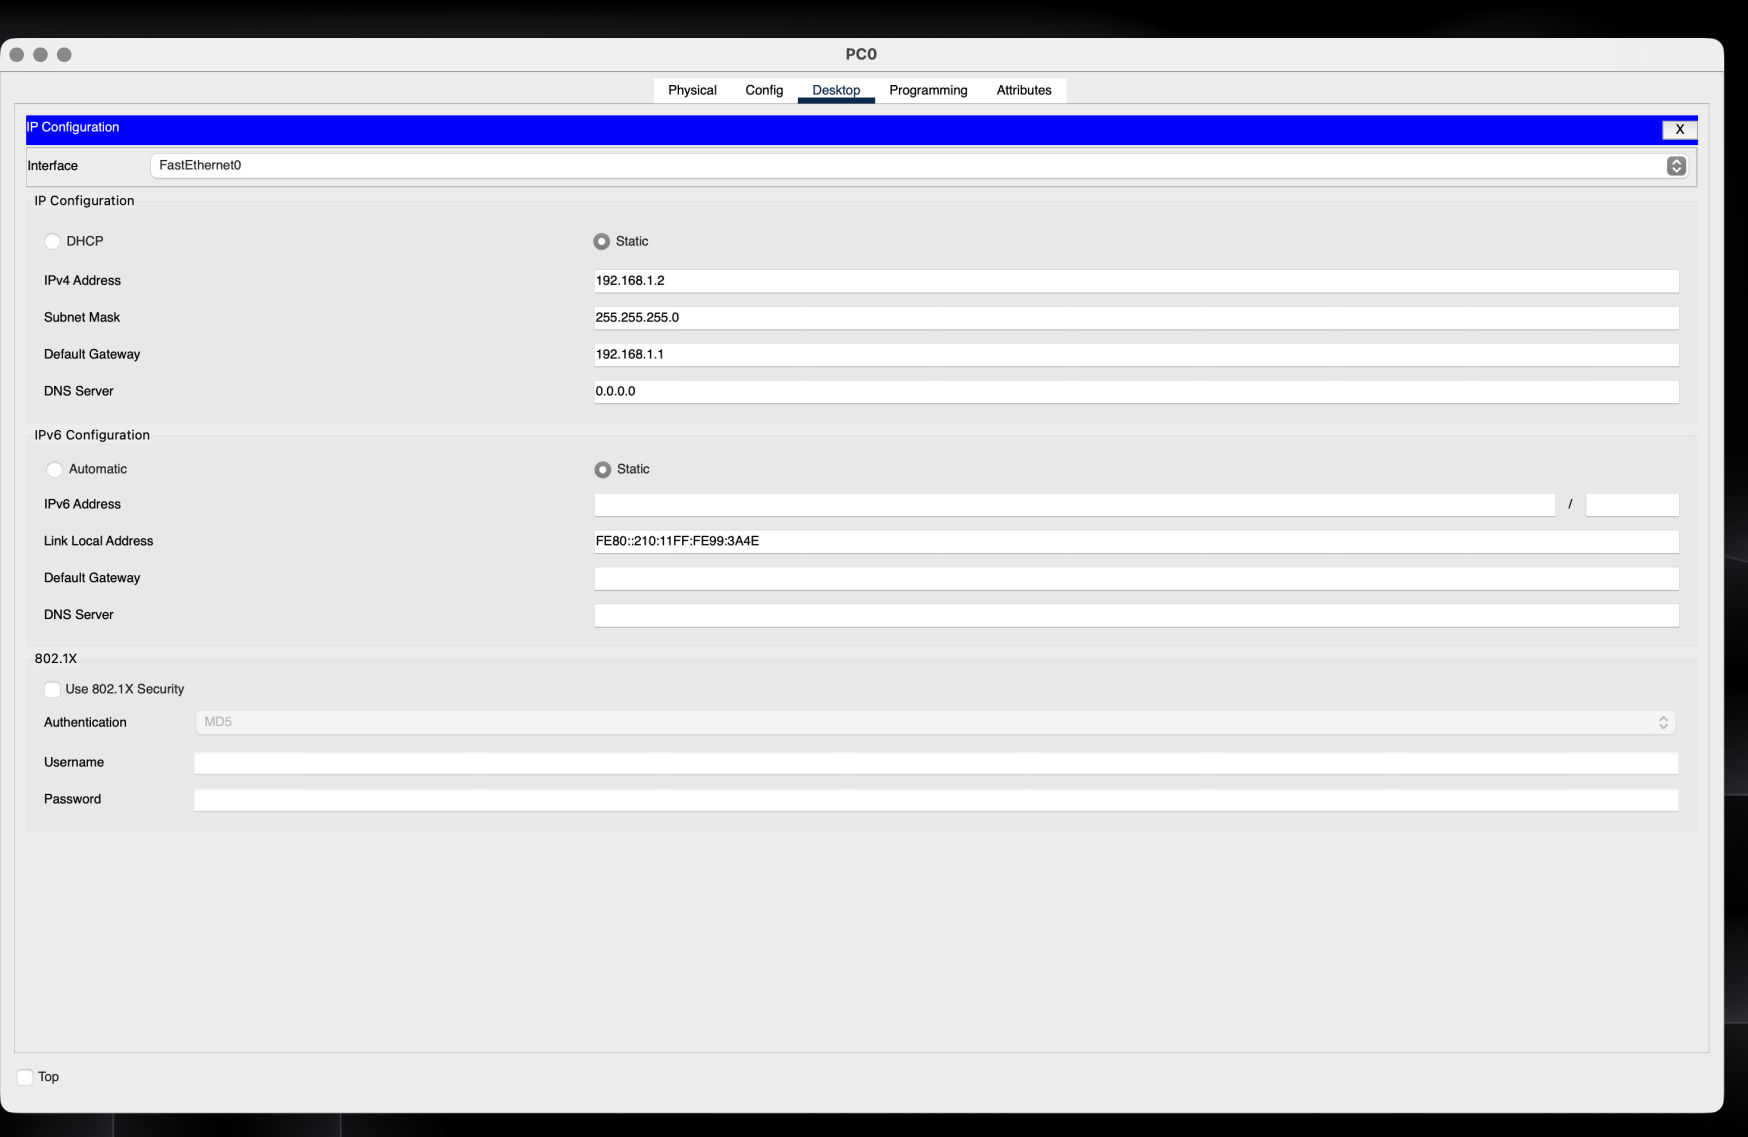 PC0
Physical Config Desktop Programming Attributes
IP Configuration X
Interface FastEthernet0
IP Configuration
DHCP Static
IPv4 Address 192.168.1.2
Subnet Mask 255.255.255.0
Default Gateway 192.168.1.1
DNS Server 0.0.0.0
IPv6 Configuration
Automatic Static
IPv6 Address /
Link Local Address FE80::210:11FF:FE99:3A4E
Default Gateway
DNS Server
802.1X
Use 802.1X Security
Authentication MD5
Username
Password
Top